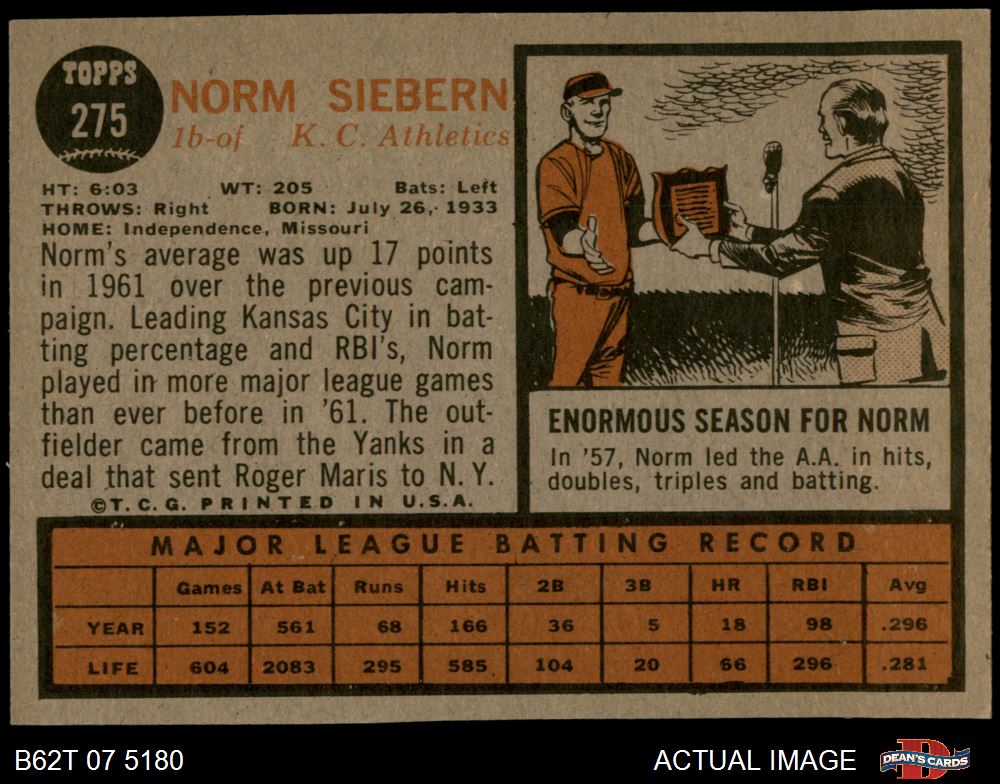 TOPPS
275
NORM SIEBERN
1b-of K. C. Athletics
HT: 6:03 WT: 205 Bats: Left
THROWS: Right BORN: July 26, 1933
HOME: Independence, Missouri
Norm's average was up 17 points
in 1961 over the previous cam-
paign. Leading Kansas City in bat-
ting percentage and RBI's, Norm
played in more major league games
than ever before in '61. The out-
fielder came from the Yanks in a
deal that sent Roger Maris to N. Y.
©T. C. G. PRINTED IN U.S.A.
ENORMOUS SEASON FOR NORM
In '57, Norm led the A.A. in hits,
doubles, triples and batting.
MAJOR LEAGUE BATTING RECORD
Games At Bat Runs Hits 2B 3B HR RBI Avg
YEAR 152 561 68 166 36 5 18 98 .296
LIFE 604 2083 295 585 104 20 66 296 .281
B62T 07 5180
ACTUAL IMAGE
D
DEAN'S CARDS